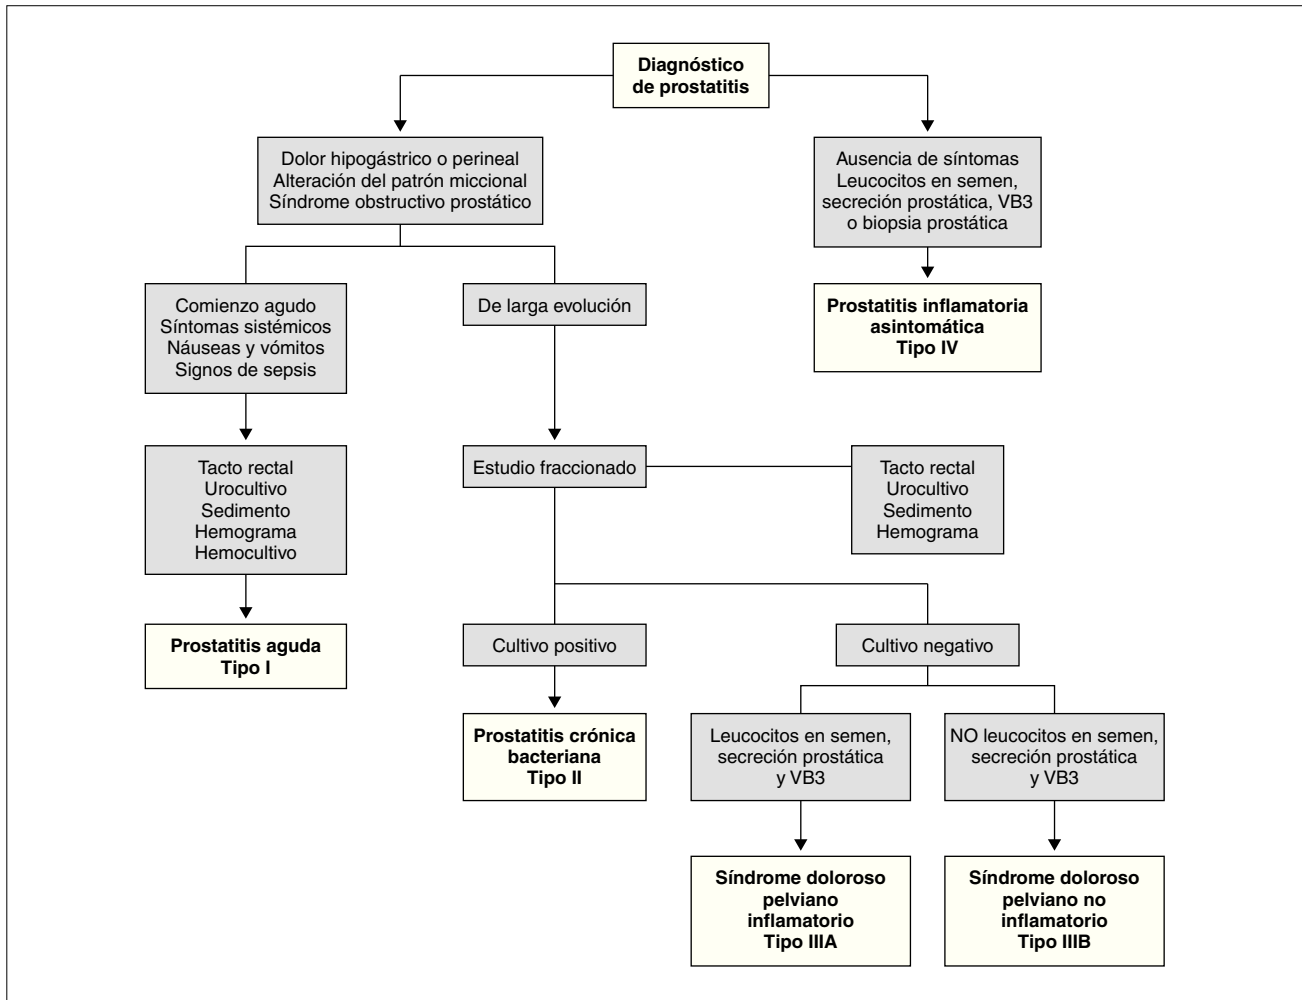 Diagnóstico
de prostatitis
Dolor hipogástrico o perineal
Alteración del patrón miccional
Síndrome obstructivo prostático
Ausencia de síntomas
Leucocitos en semen,
secreción prostática, VB3
o biopsia prostática
Comienzo agudo
Síntomas sistémicos
Náuseas y vómitos
Signos de sepsis
De larga evolución
Prostatitis inflamatoria
asintomática
Tipo IV
Tacto rectal
Urocultivo
Sedimento
Hemograma
Hemocultivo
Estudio fraccionado
Tacto rectal
Urocultivo
Sedimento
Hemograma
Prostatitis aguda
Tipo I
Cultivo positivo
Cultivo negativo
Prostatitis crónica
bacteriana
Tipo II
Leucocitos en semen,
secreción prostática
y VB3
NO leucocitos en semen,
secreción prostática
y VB3
Síndrome doloroso
pelviano
inflamatorio
Tipo IIIA
Síndrome doloroso
pelviano no
inflamatorio
Tipo IIIB